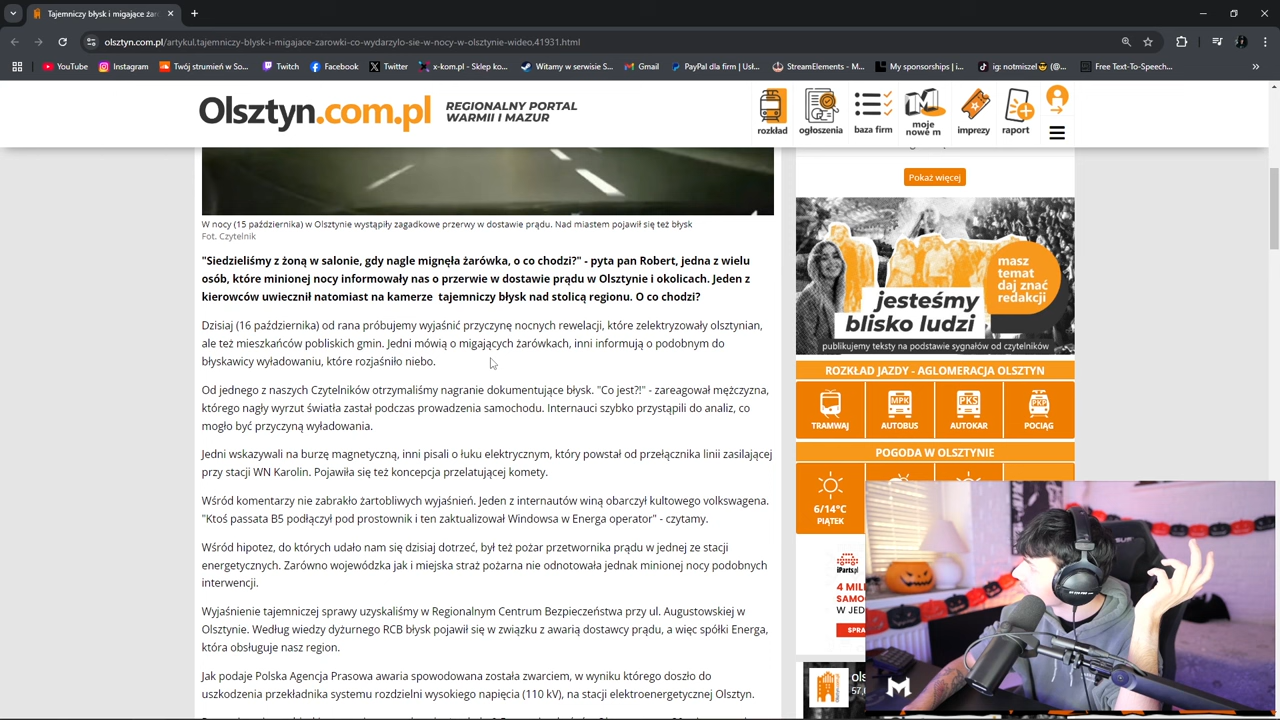 Tajemniczy błysk i migające żar
olsztyn.com.pl/artykul,tajemniczy-blysk-i-migajace-zarowki-co-wydarzylo-sie-w-nocy-w-olsztynie-wideo,41931.html
YouTube
Instagram
Twój strumień w So...
Twitch
Facebook
Twitter
x-kom.pl - Sklep ko...
Witamy w serwisie S...
Gmail
PayPal dla firm | Us...
StreamElements - M...
My sponsorships | i...
ig: notmiszel 😎 (@...
Free Text-To-Speech...
Olsztyn.com.pl
REGIONALNY PORTAL
WARMII I MAZUR
rozkład
ogłoszenia
baza firm
moje
nowe m
imprezy
raport
W nocy (15 października) w Olsztynie wystąpiły zagadkowe przerwy w dostawie prądu. Nad miastem pojawił się też błysk
Fot. Czytelnik
"Siedzieliśmy z żoną w salonie, gdy nagle mignęła żarówka, o co chodzi?" - pyta pan Robert, jedna z wielu
osób, które minionej nocy informowały nas o przerwie w dostawie prądu w Olsztynie i okolicach. Jeden z
kierowców uwiecznił natomiast na kamerze tajemniczy błysk nad stolicą regionu. O co chodzi?
Dzisiaj (16 października) od rana próbujemy wyjaśnić przyczynę nocnych rewelacji, które zelektryzowały olsztynian,
ale też mieszkańców pobliskich gmin. Jedni mówią o migających żarówkach, inni informują o podobnym do
błyskawicy wyładowaniu, które rozjaśniło niebo.
Od jednego z naszych Czytelników otrzymaliśmy nagranie dokumentujące błysk. "Co jest?!" - zareagował mężczyzna,
którego nagły wyrzut światła zastał podczas prowadzenia samochodu. Internauci szybko przystąpili do analiz, co
mogło być przyczyną wyładowania.
Jedni wskazywali na burzę magnetyczną, inni pisali o łuku elektrycznym, który powstał od przełącznika linii zasilającej
przy stacji WN Karolin. Pojawiła się też koncepcja przelatującej komety.
Wśród komentarzy nie zabrakło żartobliwych wyjaśnień. Jeden z internautów winą obarczył kultowego volkswagena.
"Ktoś passata B5 podłączył pod prostownik i ten zaktualizował Windowsa w Energa operator" - czytamy.
Wśród hipotez, do których udało nam się dzisiaj dotrzeć, był też pożar przetwornika prądu w jednej ze stacji
energetycznych. Zarówno wojewódzka jak i miejska straż pożarna nie odnotowała jednak minionej nocy podobnych
interwencji.
Wyjaśnienie tajemniczej sprawy uzyskaliśmy w Regionalnym Centrum Bezpieczeństwa przy ul. Augustowskiej w
Olsztynie. Według wiedzy dyżurnego RCB błysk pojawił się w związku z awarią dostawcy prądu, a więc spółki Energa,
która obsługuje nasz region.
Jak podaje Polska Agencja Prasowa awaria spowodowana została zwarciem, w wyniku którego doszło do
uszkodzenia przekładnika systemu rozdzielni wysokiego napięcia (110 kV), na stacji elektroenergetycznej Olsztyn.
Pokaż więcej
masz
temat
daj znać
redakcji
jesteśmy
blisko ludzi
publikujemy teksty na podstawie sygnałów od czytelników
ROZKŁAD JAZDY - AGLOMERACJA OLSZTYN
MPK
PKS
PKP
TRAMWAJ
AUTOBUS
AUTOKAR
POCIĄG
POGODA W OLSZTYNIE
6/14°C
PIĄTEK
iParts.pl
4 MIL
SAMO
W JED
SPRA
ols
57,